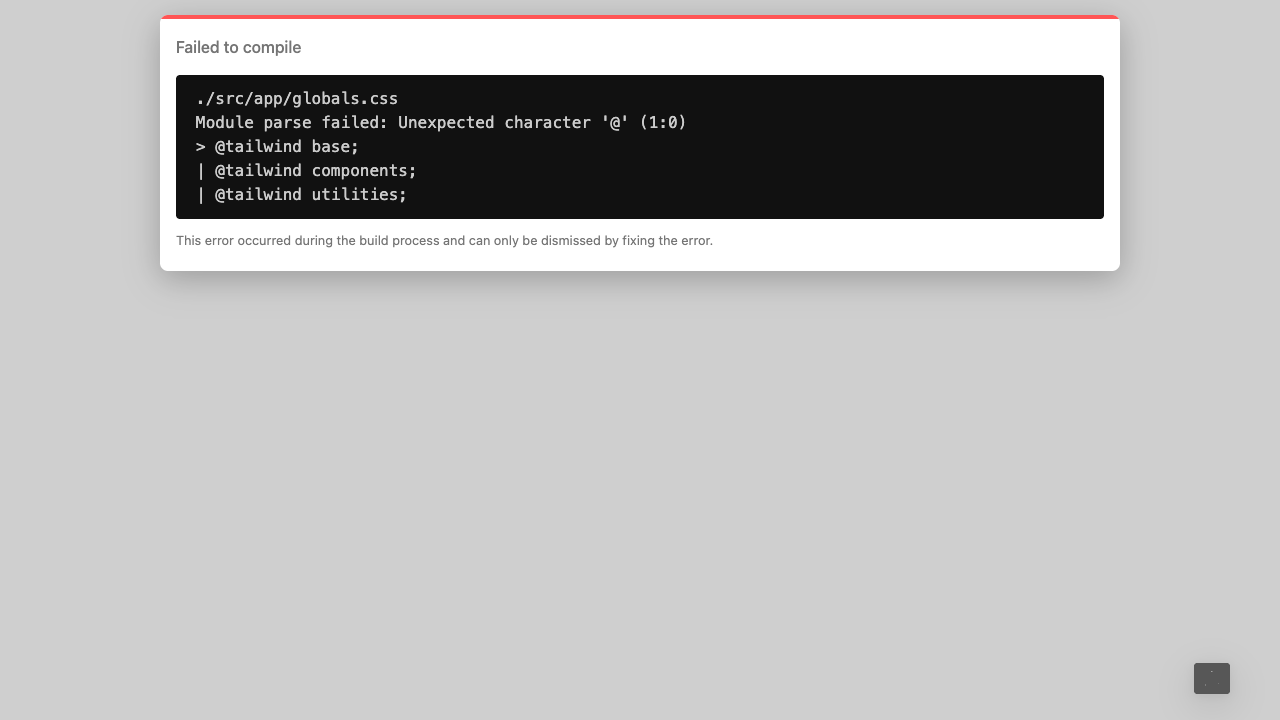 Failed to compile
./src/app/globals.css
Module parse failed: Unexpected character '@' (1:0)
> @tailwind base;
| @tailwind components;
| @tailwind utilities;
This error occurred during the build process and can only be dismissed by fixing the error.